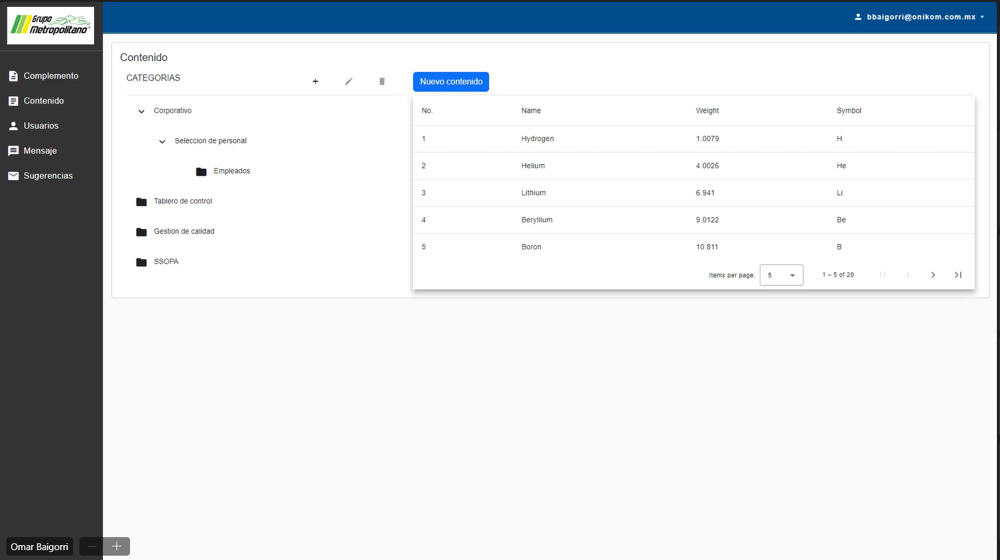 Grupo
Metropolitano
bbaigorri@onikom.com.mx
Complemento
Contenido
Usuarios
Mensaje
Sugerencias
Contenido
CATEGORIAS
Corporativo
Seleccion de personal
Empleados
Tablero de control
Gestion de calidad
SSOPA
Nuevo contenido
No. Name Weight Symbol
1 Hydrogen 1.0079 H
2 Helium 4.0026 He
3 Lithium 6.941 Li
4 Beryllium 9.0122 Be
5 Boron 10.811 B
Items per page: 5 1 – 5 of 20
Omar Baigorri